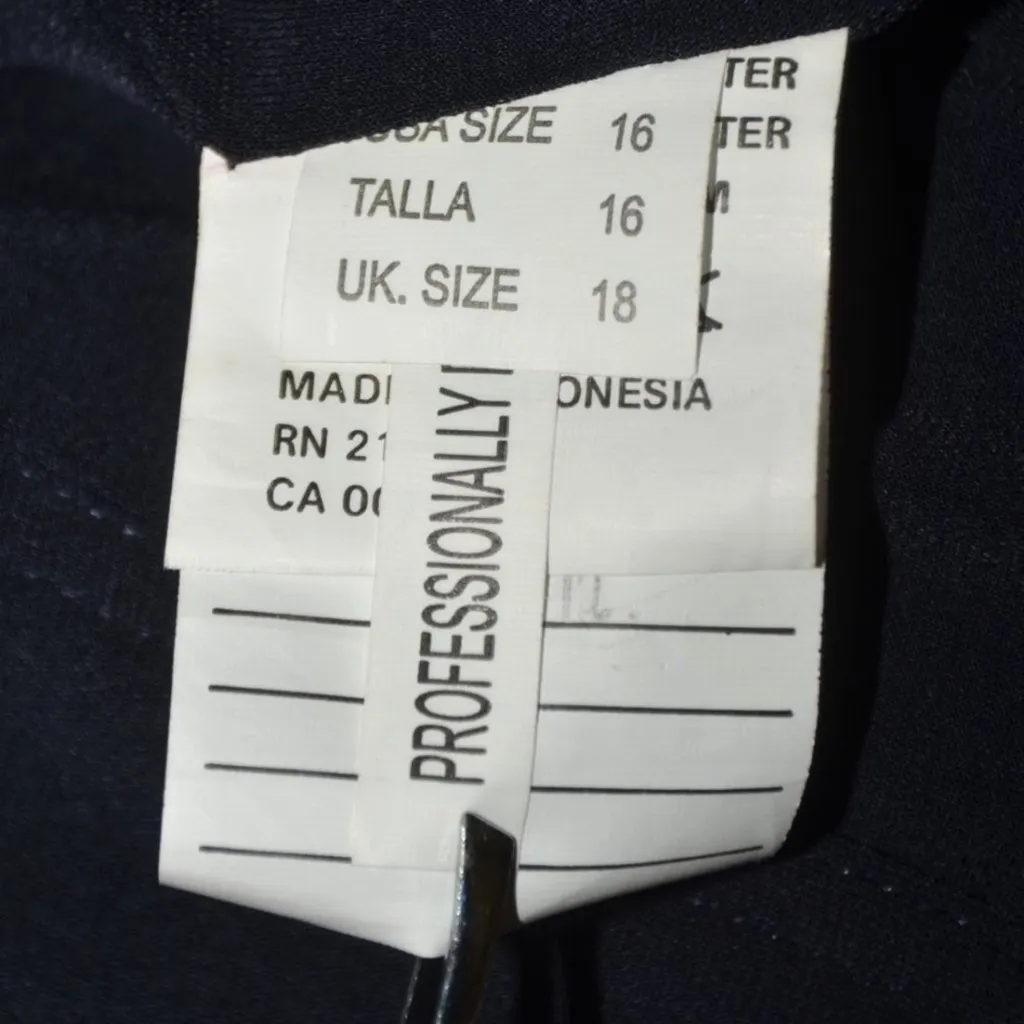 USA SIZE 16
TALLA 16
UK. SIZE 18
TER
TER
MADE
ONESIA
RN 21
CA 00
PROFESSIONALLY